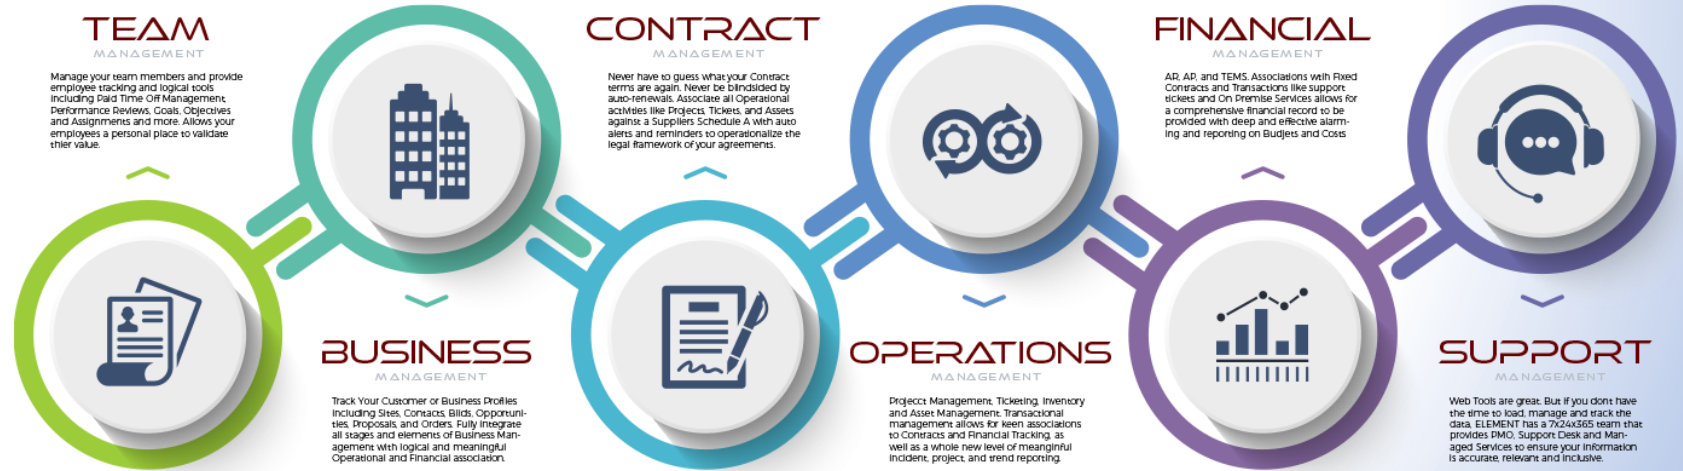 TEAM
MANAGEMENT
Manage your team members and provide
employee tracking and logical tools
including Paid Time Off Management,
Performance Reviews, Goals, Objectives
and Assignments and more. Allows your
employees a personal place to validate
thier value.
BUSINESS
MANAGEMENT
Track Your Customer or Business Profiles
including Sites, Contacts, Bilds, Opportuni-
ties, Proposals, and Orders. Fully integrate
all stages and elements of Business Man-
agement with logical and meaningful
Operational and Financial association.
CONTRACT
MANAGEMENT
Never have to guess what your Contract
terms are again. Never be blindsided by
auto-renewals. Associate all Operational
activities like Projects, Tickets, and Assets
against a Suppliers Schedule A with auto
alerts and reminders to operationalize the
legal framework of your agreements.
OPERATIONS
MANAGEMENT
Projecct Management, Ticketing, Inventory
and Asset Management. Transactional
management allows for keen associations
to Contracts and Financial Tracking, as
well as a whole new level of meanginful
incident, project, and trend reporting.
FINANCIAL
MANAGEMENT
AR, AP, and TEMS. Associations wtih Fixed
Contracts and Transactions like support
tickets and On Premise Services allows for
a comprehensive financial record to be
provided with deep and effective alarm-
ing and reporting on Budjets and Costs
SUPPORT
MANAGEMENT
Web Tools are great. But if you dont have
the time to load, manage and track the
data, ELEMENT has a 7x24x365 team that
provides PMO, Support Desk and Man-
aged Services to ensure your information
is accurate, relevant and inclusive.